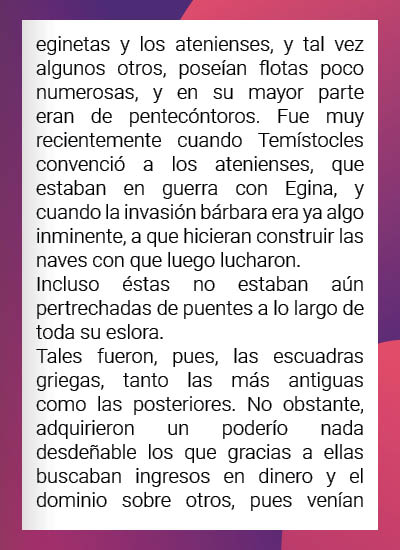 eginetas y los atenienses, y tal vez
algunos otros, poseían flotas poco
numerosas, y en su mayor parte
eran de pentecóntoros. Fue muy
recientemente cuando Temístocles
convenció a los atenienses, que
estaban en guerra con Egina, y
cuando la invasión bárbara era ya algo
inminente, a que hicieran construir las
naves con que luego lucharon.
Incluso éstas no estaban aún
pertrechadas de puentes a lo largo de
toda su eslora.
Tales fueron, pues, las escuadras
griegas, tanto las más antiguas
como las posteriores. No obstante,
adquirieron un poderío nada
desdeñable los que gracias a ellas
buscaban ingresos en dinero y el
dominio sobre otros, pues venían